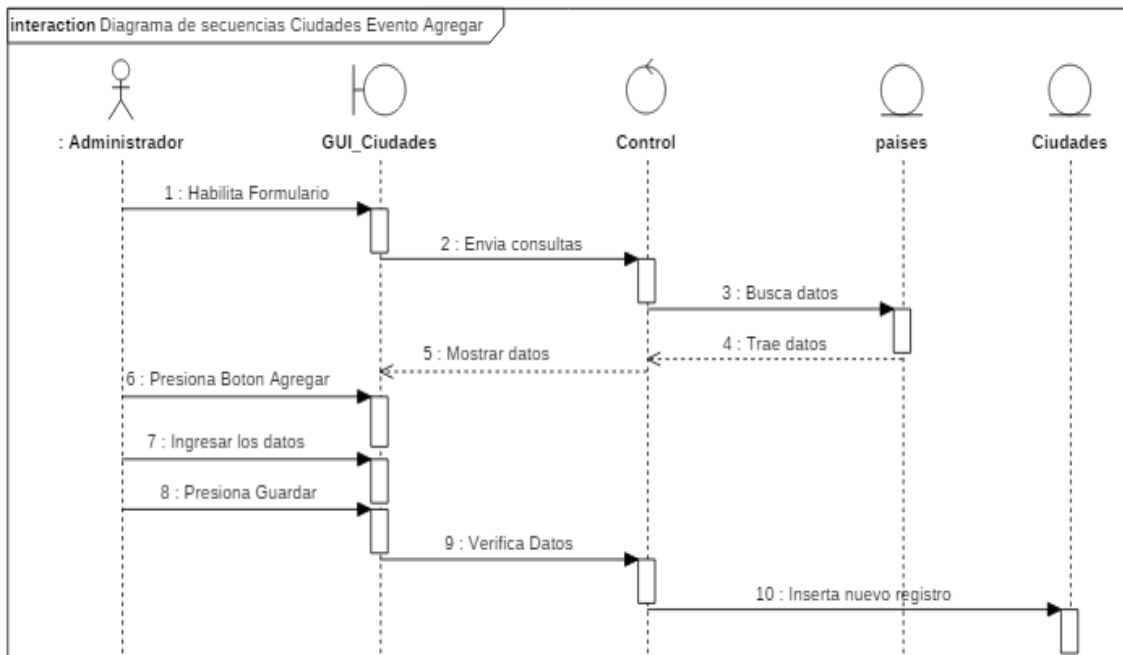 interaction Diagrama de secuencias Ciudades Evento Agregar
: Administrador
GUI_Ciudades
Control
paises
Ciudades
1 : Habilita Formulario
2 : Envia consultas
3 : Busca datos
4 : Trae datos
5 : Mostrar datos
6 : Presiona Boton Agregar
7 : Ingresar los datos
8 : Presiona Guardar
9 : Verifica Datos
10 : Inserta nuevo registro